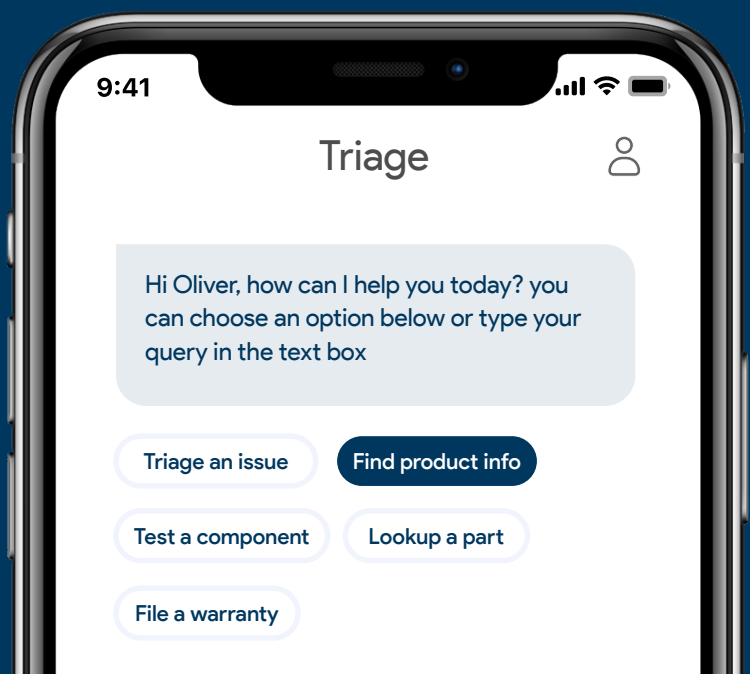 9:41
Triage
Hi Oliver, how can I help you today? you
can choose an option below or type your
query in the text box
Triage an issue
Find product info
Test a component
Lookup a part
File a warranty